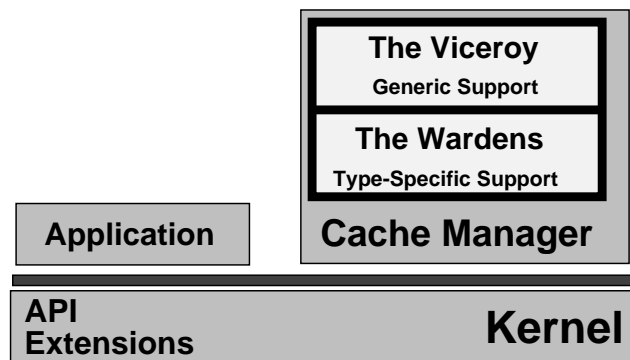 The Viceroy
Generic Support
The Wardens
Type-Specific Support
Application
Cache Manager
API
Extensions
Kernel